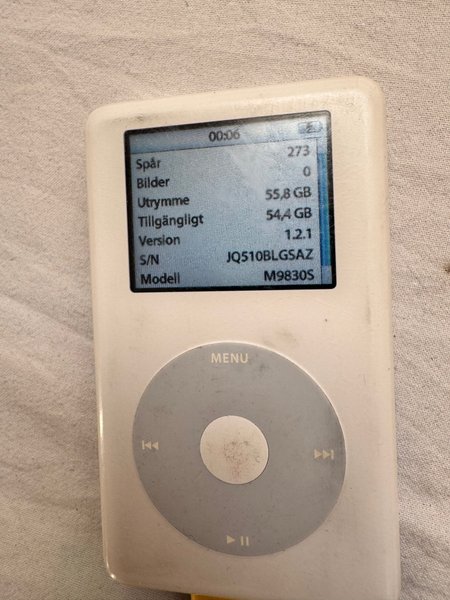 00:06
Spår 273
Bilder 0
Utrymme 55,8 GB
Tillgängligt 54,4 GB
Version 1.2.1
S/N JQ510BLGSAZ
Modell M9830S
MENU